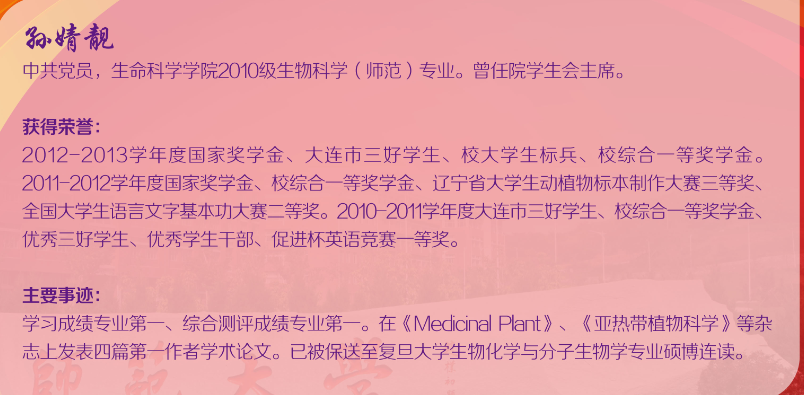 孙婧靓
中共党员，生命科学学院2010级生物科学（师范）专业。曾任院学生会主席。
获得荣誉：
2012-2013学年度国家奖学金、大连市三好学生、校大学生标兵、校综合一等奖学金。
2011-2012学年度国家奖学金、校综合一等奖学金、辽宁省大学生动植物标本制作大赛三等奖、
全国大学生语言文字基本功大赛二等奖。2010-2011学年度大连市三好学生、校综合一等奖学金、
优秀三好学生、优秀学生干部、促进杯英语竞赛一等奖。
主要事迹：
学习成绩专业第一、综合测评成绩专业第一。在《Medicinal Plant》、《亚热带植物科学》等杂
志上发表四篇第一作者学术论文。已被保送至复旦大学生物化学与分子生物学专业硕博连读。
師範大学